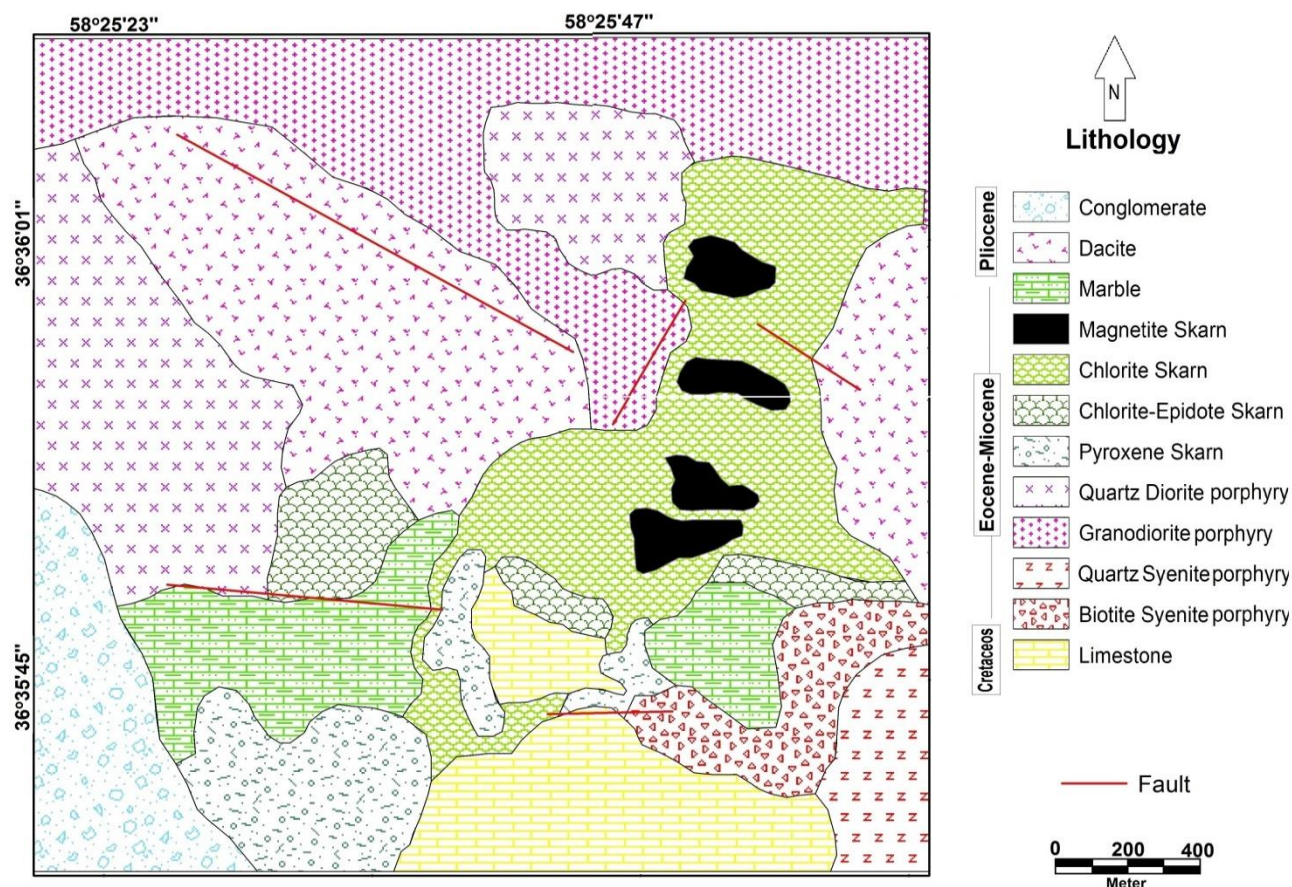 58°25'23"
58°25'47"
36°36'01"
36°35'45"
N
Lithology
Pliocene
Eocene-Miocene
Cretaceos
Conglomerate
Dacite
Marble
Magnetite Skarn
Chlorite Skarn
Chlorite-Epidote Skarn
Pyroxene Skarn
Quartz Diorite porphyry
Granodiorite porphyry
Quartz Syenite porphyry
Biotite Syenite porphyry
Limestone
Fault
0 200 400
Meter